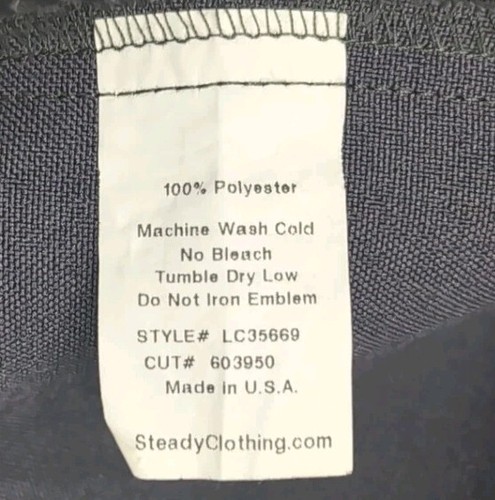 100% Polyester
Machine Wash Cold
No Bleach
Tumble Dry Low
Do Not Iron Emblem
STYLE# LC35669
CUT# 603950
Made in U.S.A.
SteadyClothing.com